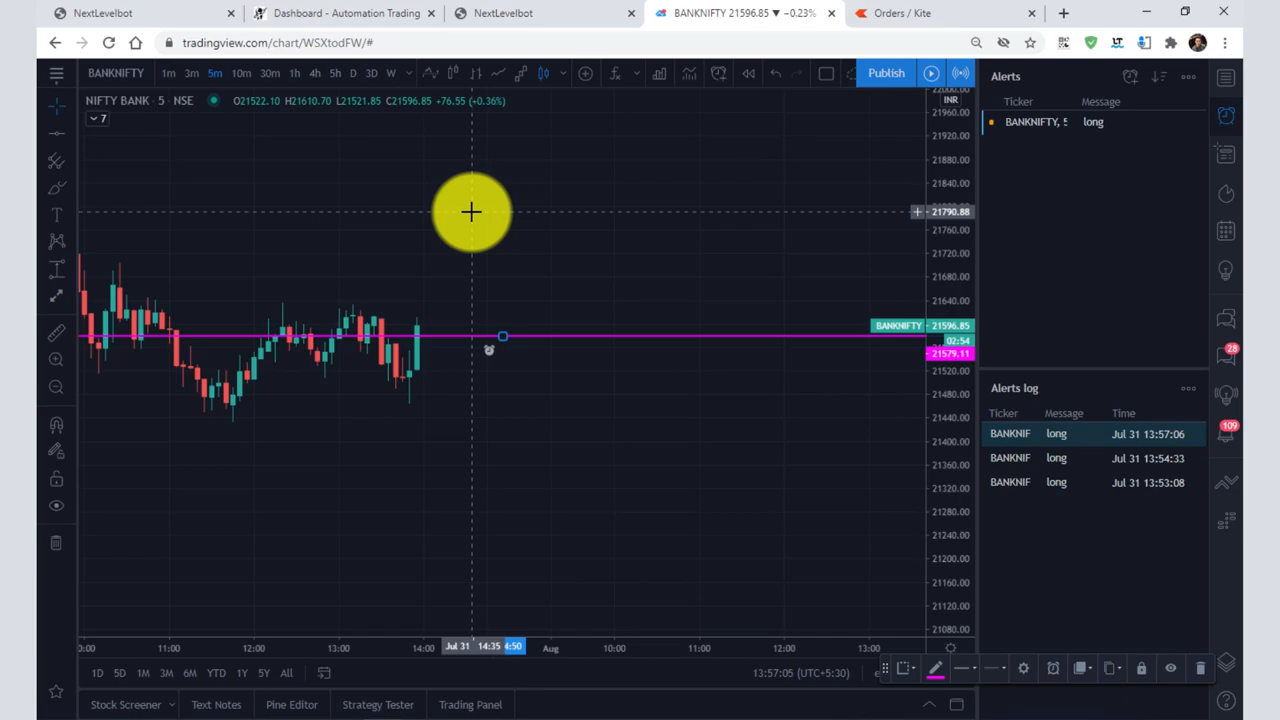 NextLevelbot
Dashboard - Automation Trading
NextLevelbot
BANKNIFTY 21596.85 ▼ −0.23%
Orders / Kite
tradingview.com/chart/WSXtodFW/#
BANKNIFTY 1m 3m 5m 10m 30m 1h 4h 5h D 3D W
Publish
Alerts
NIFTY BANK · 5 · NSE O21522.10 H21610.70 L21521.85 C21596.85 +76.55 (+0.36%)
7
INR
22000.00
21960.00
21920.00
21880.00
21840.00
21790.88
21760.00
21720.00
21680.00
21640.00
BANKNIFTY 21596.85
02:54
21579.11
21520.00
21480.00
21440.00
21400.00
21360.00
21320.00
21280.00
21240.00
21200.00
21160.00
21120.00
21080.00
Ticker Message
BANKNIFTY, 5 long
Alerts log
Ticker Message Time
BANKNIF long Jul 31 13:57:06
BANKNIF long Jul 31 13:54:33
BANKNIF long Jul 31 13:53:08
28
109
0:00 11:00 12:00 13:00 14:00 Jul 31 14:35 4:50 Aug 10:00 11:00 12:00 13:00
1D 5D 1M 3M 6M YTD 1Y 5Y All
13:57:05 (UTC+5:30)
Stock Screener Text Notes Pine Editor Strategy Tester Trading Panel